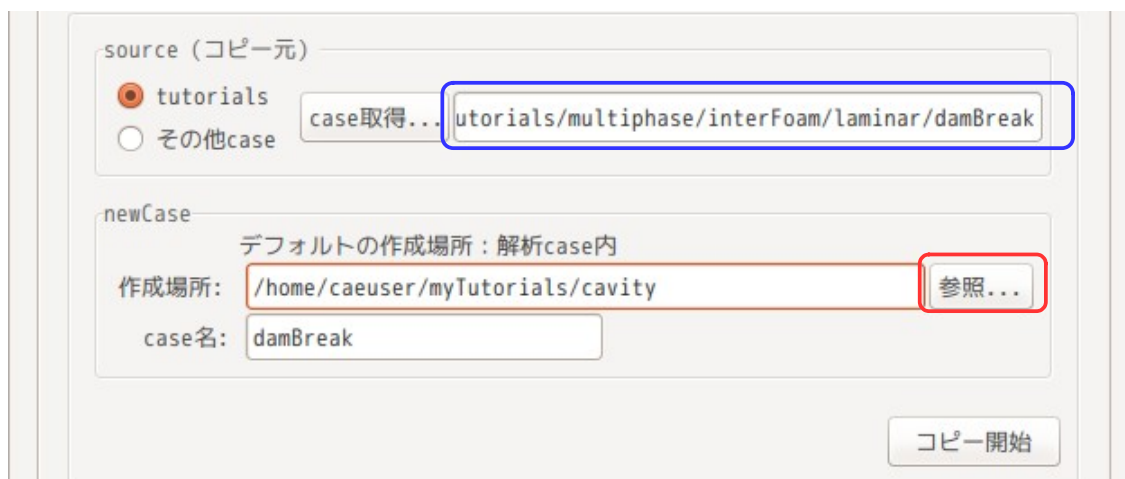 source (コピー元)
tutorials
その他case
case取得... utorials/multiphase/interFoam/laminar/damBreak
newCase
デフォルトの作成場所：解析case内
作成場所: /home/caeuser/myTutorials/cavity 参照...
case名: damBreak
コピー開始